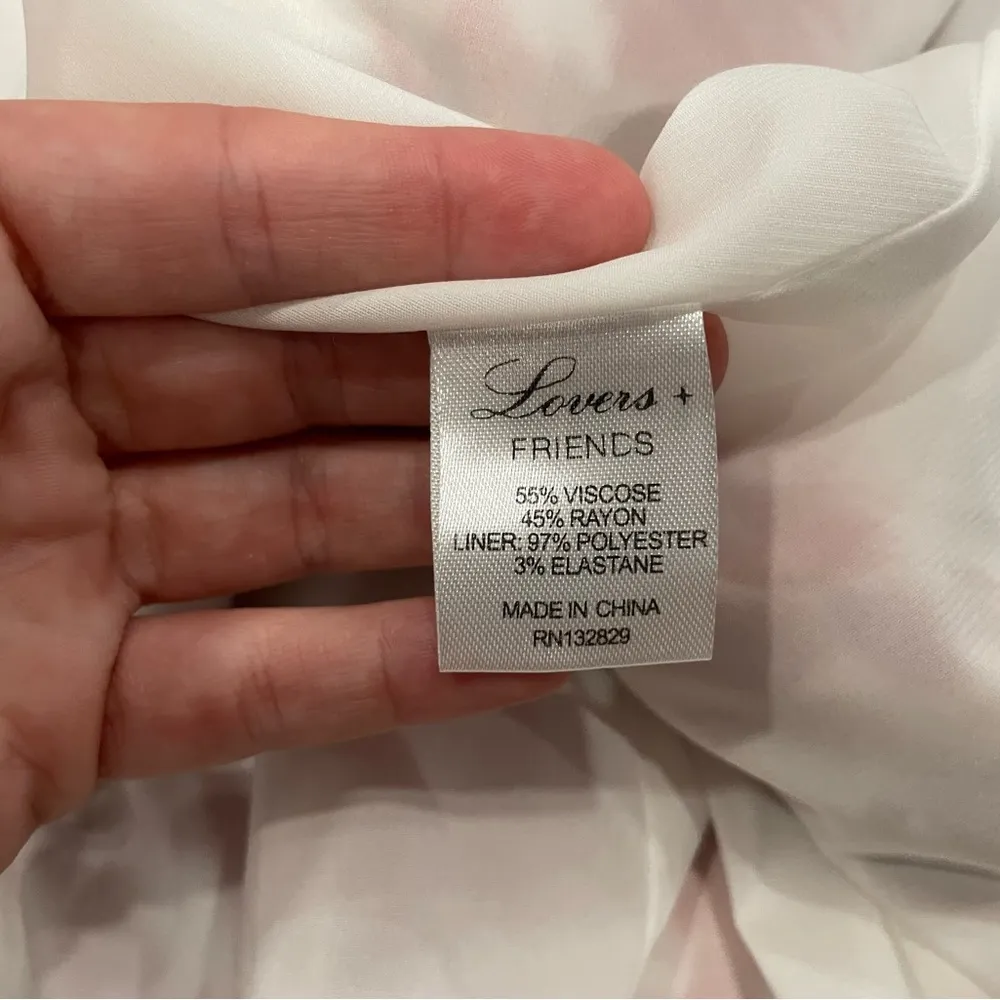 Lovers +
FRIENDS
55% VISCOSE
45% RAYON
LINER: 97% POLYESTER
3% ELASTANE
MADE IN CHINA
RN132829